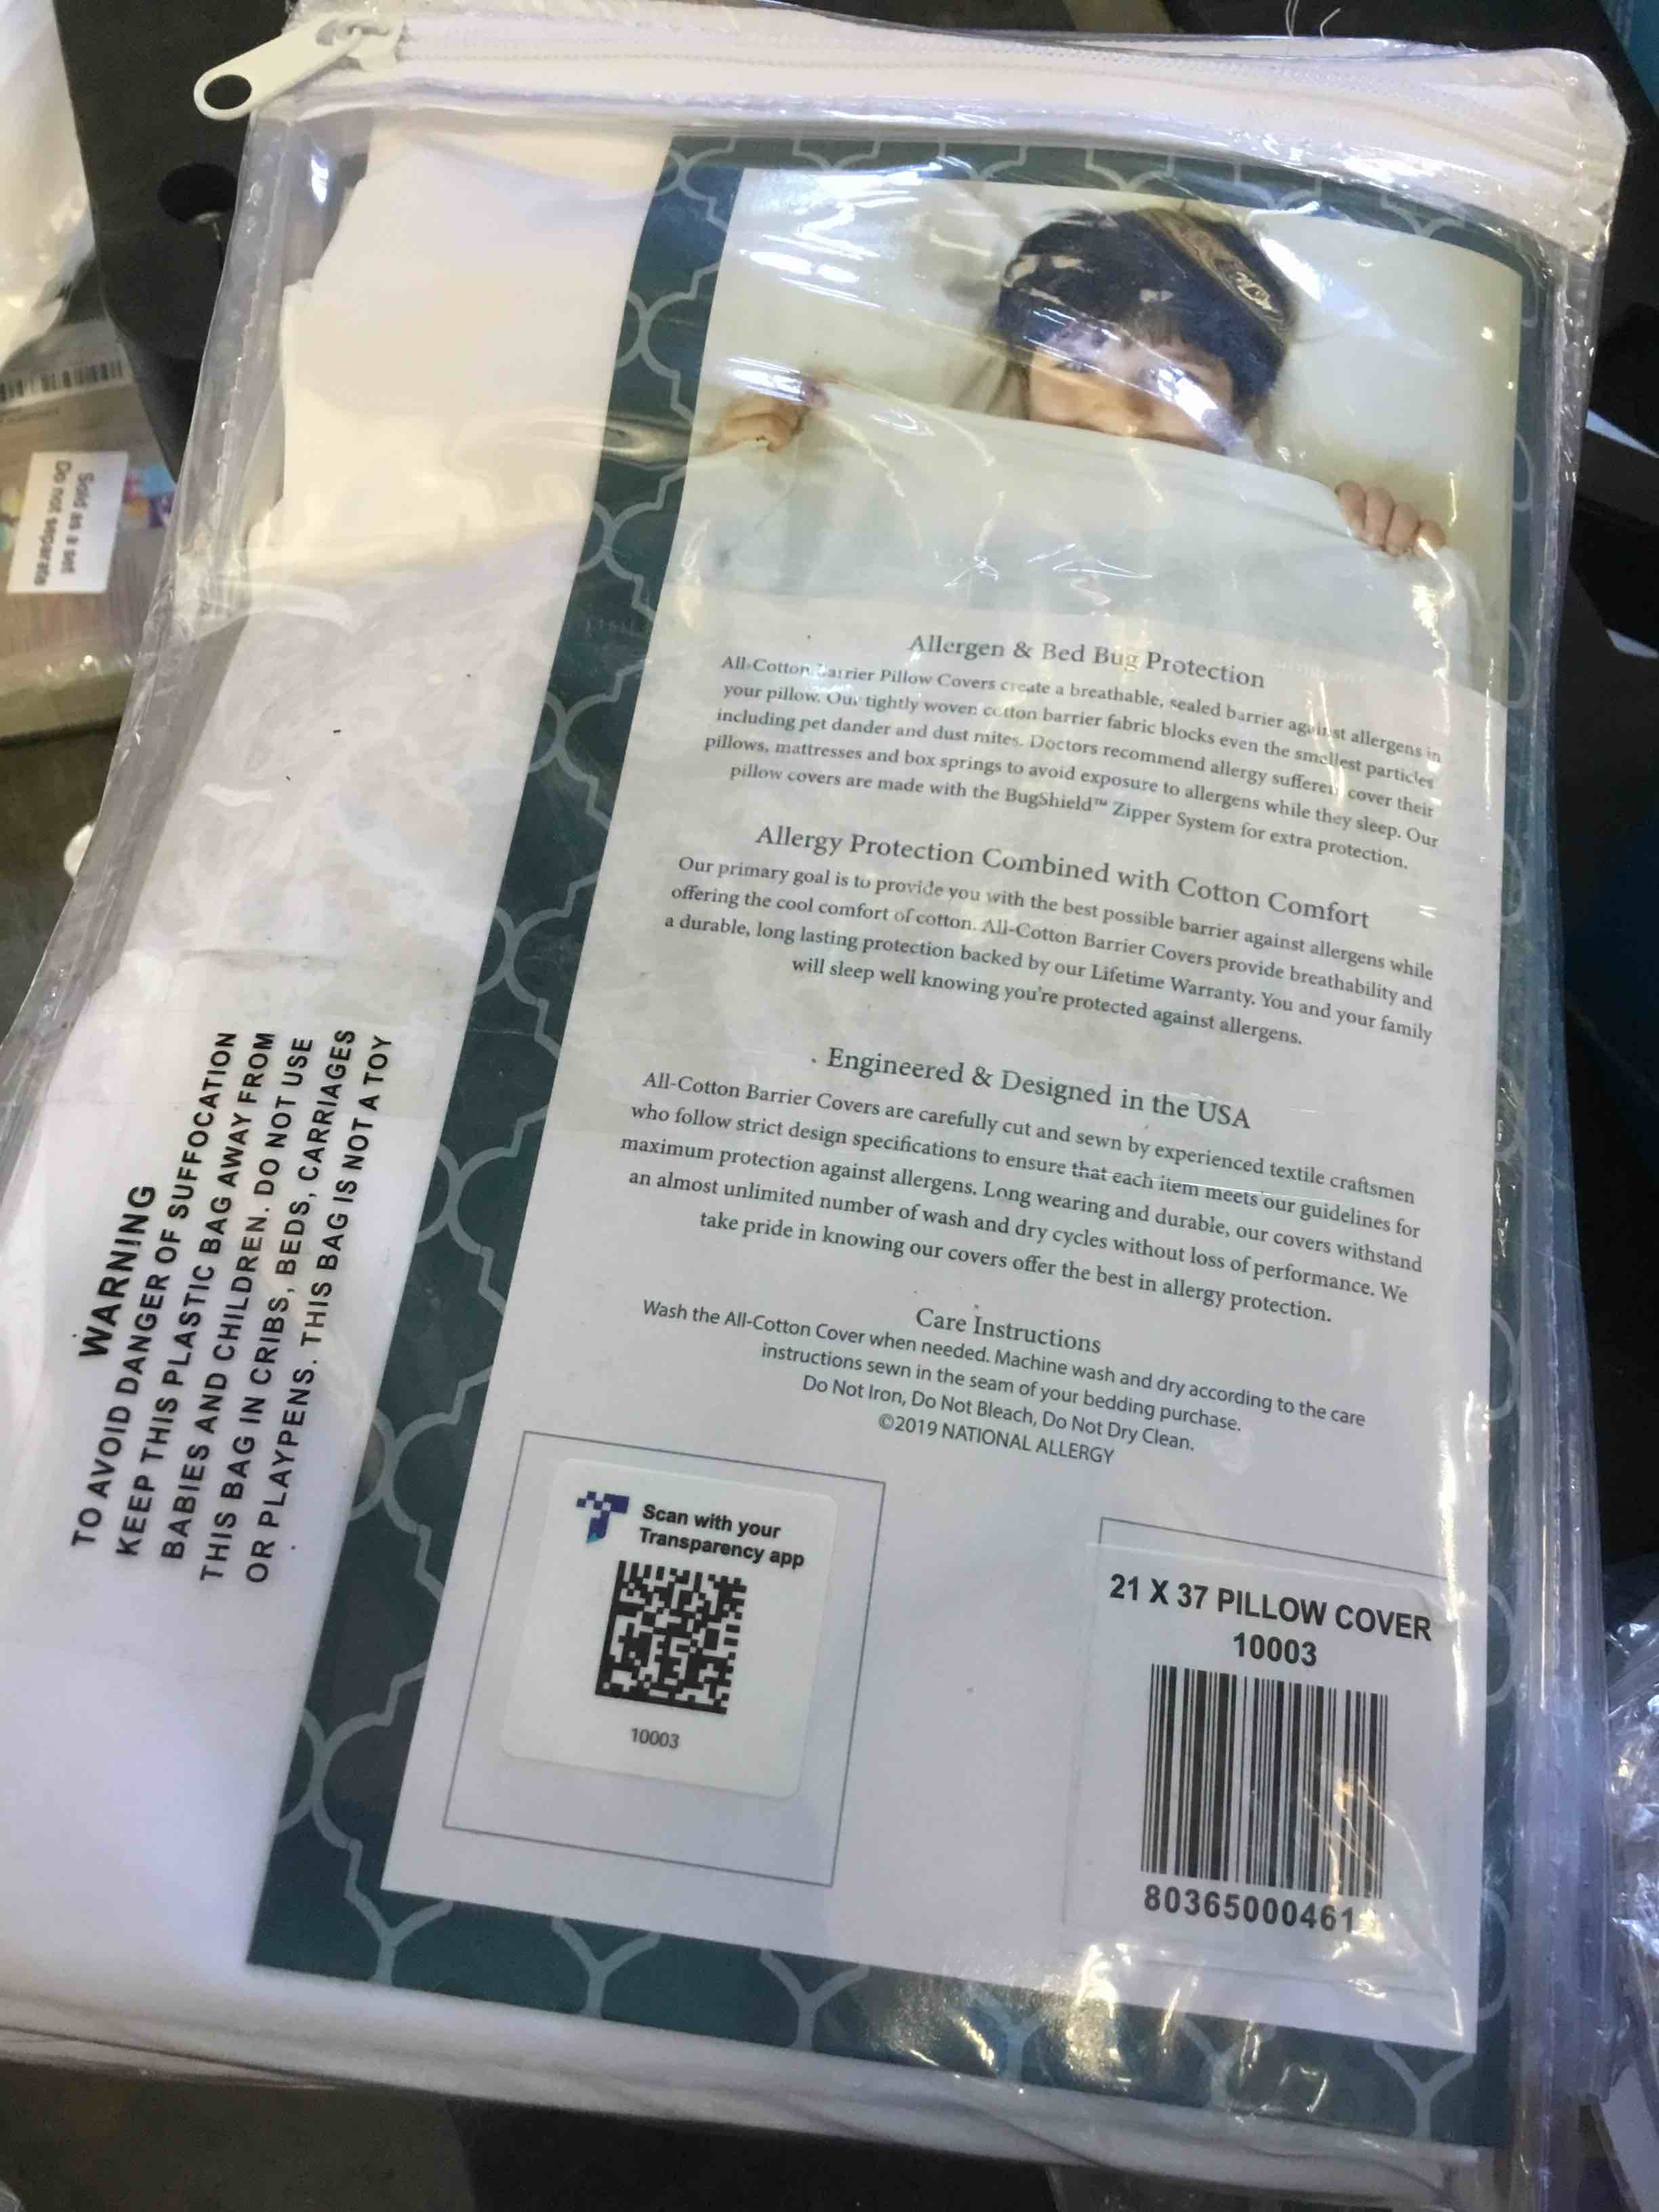 Allergen & Bed Bug Protection
All-Cotton Barrier Pillow Covers create a breathable, sealed barrier against allergens in
your pillow. Our tightly woven cotton barrier fabric blocks even the smallest particles
including pet dander and dust mites. Doctors recommend allergy sufferers cover their
pillows, mattresses and box springs to avoid exposure to allergens while they sleep. Our
pillow covers are made with the BugShield™ Zipper System for extra protection.
Allergy Protection Combined with Cotton Comfort
Our primary goal is to provide you with the best possible barrier against allergens while
offering the cool comfort of cotton. All-Cotton Barrier Covers provide breathability and
a durable, long lasting protection backed by our Lifetime Warranty. You and your family
will sleep well knowing you're protected against allergens.
Engineered & Designed in the USA
All-Cotton Barrier Covers are carefully cut and sewn by experienced textile craftsmen
who follow strict design specifications to ensure that each item meets our guidelines for
maximum protection against allergens. Long wearing and durable, our covers withstand
an almost unlimited number of wash and dry cycles without loss of performance. We
take pride in knowing our covers offer the best in allergy protection.
Care Instructions
Wash the All-Cotton Cover when needed. Machine wash and dry according to the care
instructions sewn in the seam of your bedding purchase.
Do Not Iron, Do Not Bleach, Do Not Dry Clean.
©2019 NATIONAL ALLERGY
Scan with your
Transparency app
10003
21 X 37 PILLOW COVER
10003
80365000461
WARNING
TO AVOID DANGER OF SUFFOCATION
KEEP THIS PLASTIC BAG AWAY FROM
BABIES AND CHILDREN. DO NOT USE
THIS BAG IN CRIBS, BEDS, CARRIAGES
OR PLAYPENS. THIS BAG IS NOT A TOY
Sold as a set
Do not separate